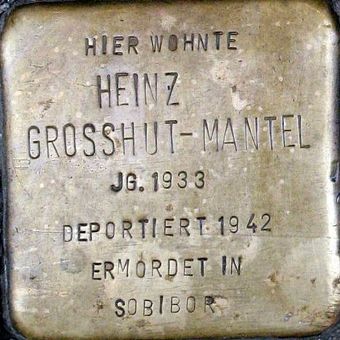 HIER WOHNTE
HEINZ
GROSSHUT-MANTEL
JG. 1933
DEPORTIERT 1942
ERMORDET IN
SOBIBOR